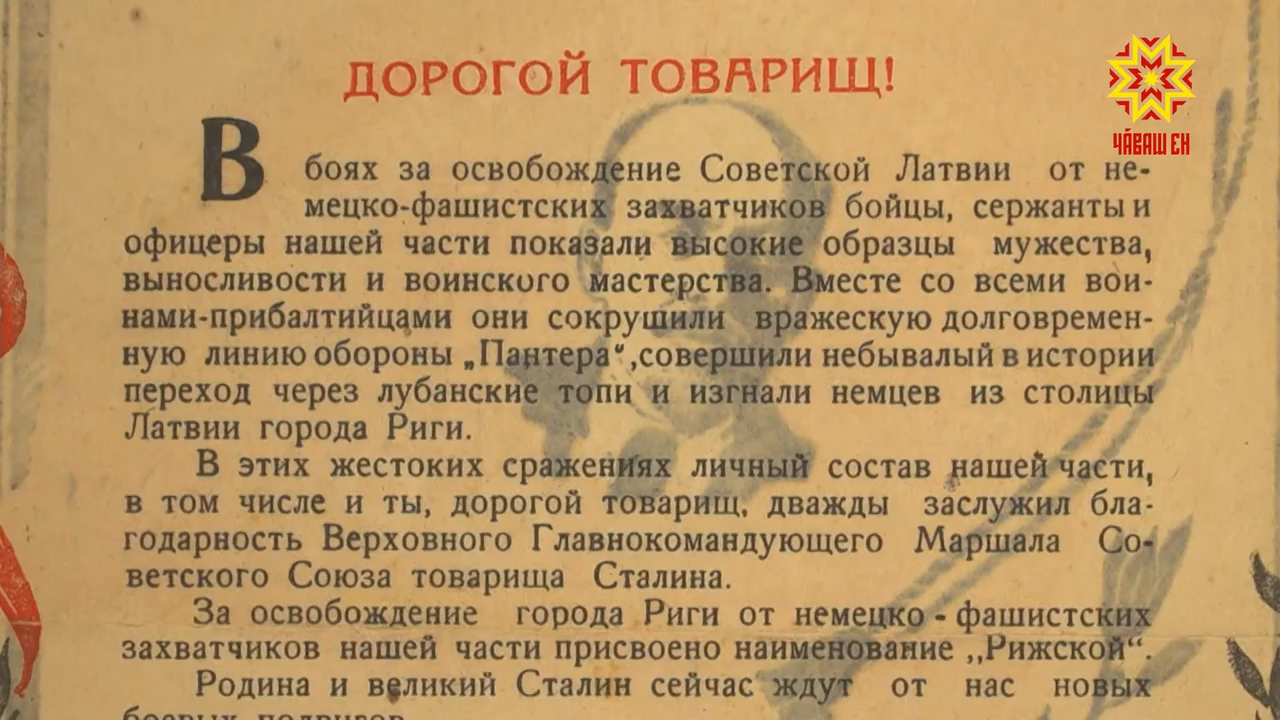 ДОРОГОЙ ТОВАРИЩ!
ЧӐВАШ ЕН
В боях за освобождение Советской Латвии от не-
мецко-фашистских захватчиков бойцы, сержанты и
офицеры нашей части показали высокие образцы мужества,
выносливости и воинского мастерства. Вместе со всеми вои-
нами-прибалтийцами они сокрушили вражескую долговремен-
ную линию обороны „Пантера“, совершили небывалый в истории
переход через лубанские топи и изгнали немцев из столицы
Латвии города Риги.
В этих жестоких сражениях личный состав нашей части,
в том числе и ты, дорогой товарищ, дважды заслужил бла-
годарность Верховного Главнокомандующего Маршала Со-
ветского Союза товарища Сталина.
За освобождение города Риги от немецко-фашистских
захватчиков нашей части присвоено наименование „Рижской“.
Родина и великий Сталин сейчас ждут от нас новых
боевых подвигов